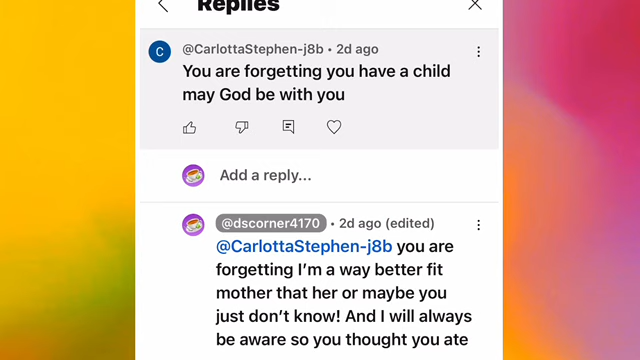 Replies
C
@CarlottaStephen-j8b • 2d ago
You are forgetting you have a child
may God be with you
Add a reply...
@dscorner4170 • 2d ago (edited)
@CarlottaStephen-j8b you are
forgetting I'm a way better fit
mother that her or maybe you
just don't know! And I will always
be aware so you thought you ate